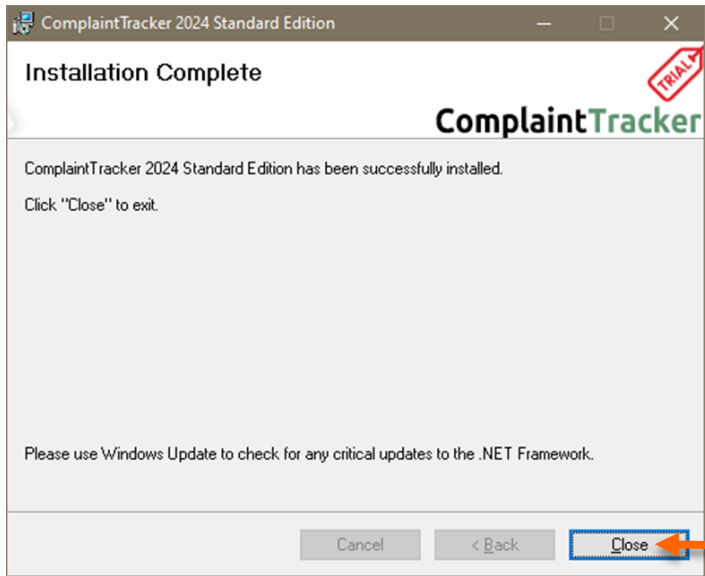 ComplaintTracker 2024 Standard Edition
Installation Complete
TRIAL
ComplaintTracker
ComplaintTracker 2024 Standard Edition has been successfully installed.
Click "Close" to exit.
Please use Windows Update to check for any critical updates to the .NET Framework.
Cancel
< Back
Close